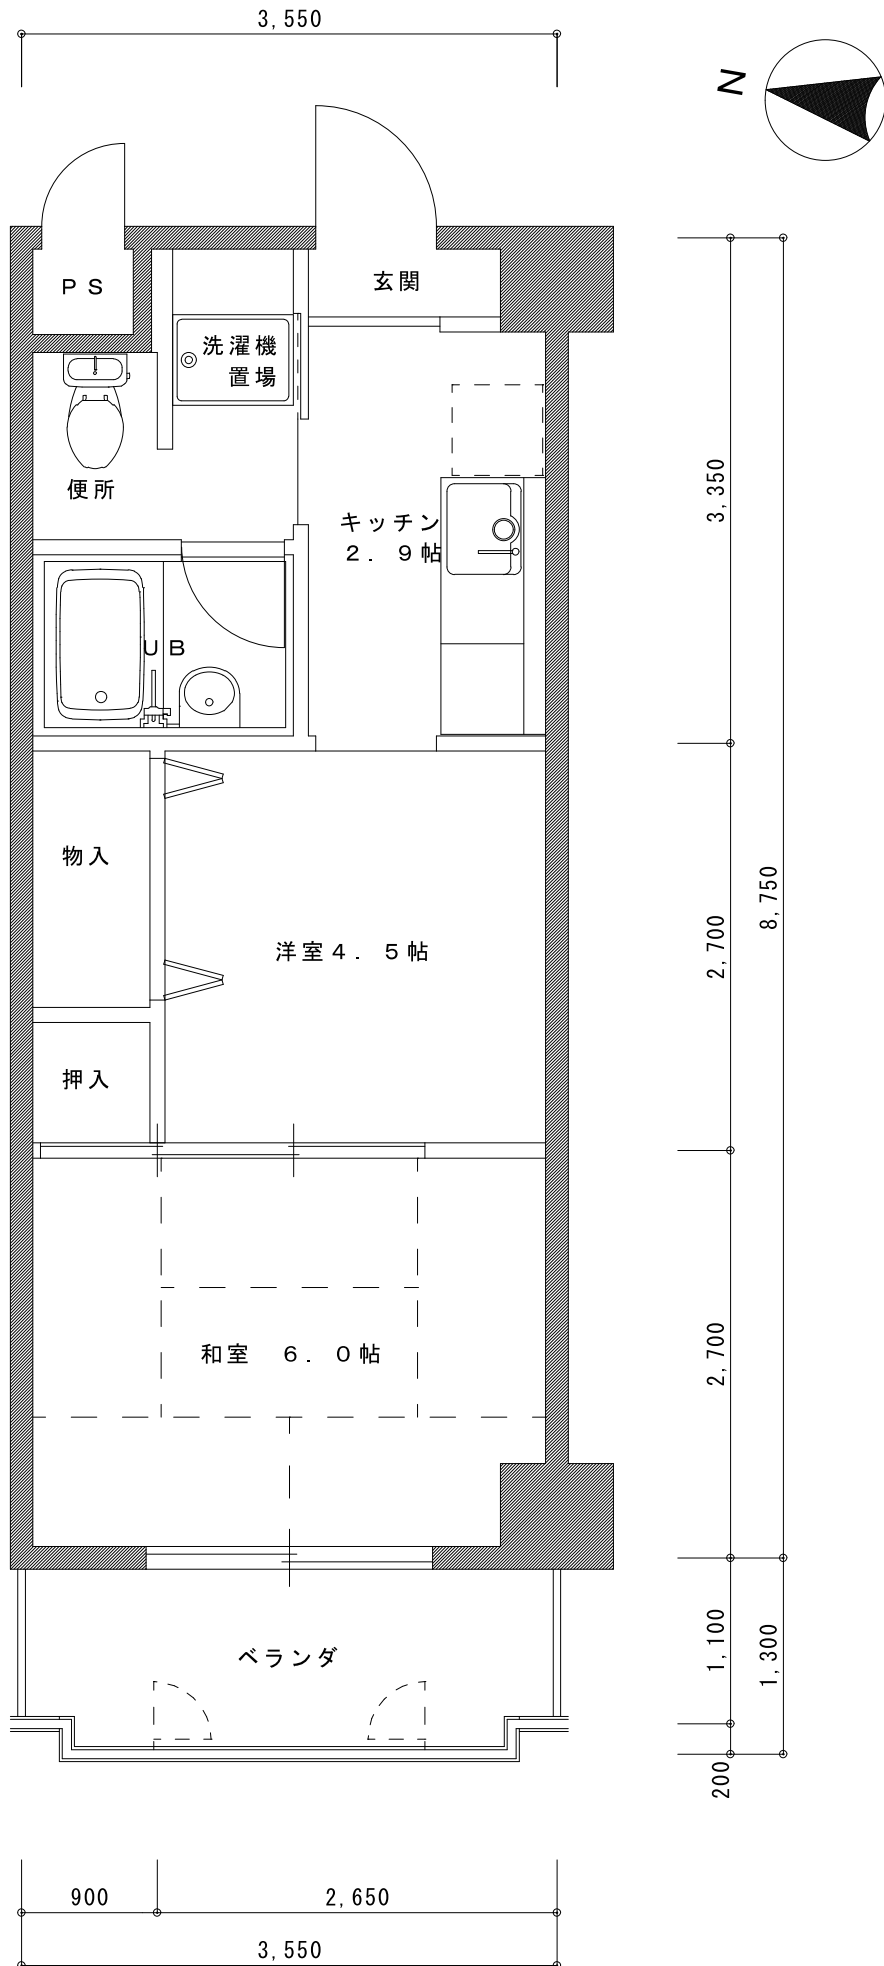 3,550
N
PS
玄関
洗濯機
置場
便所
キッチン
2.9帖
3,350
UB
物入
8,750
2,700
洋室4.5帖
押入
2,700
和室 6.0帖
1,100
1,300
ベランダ
200
900
2,650
3,550